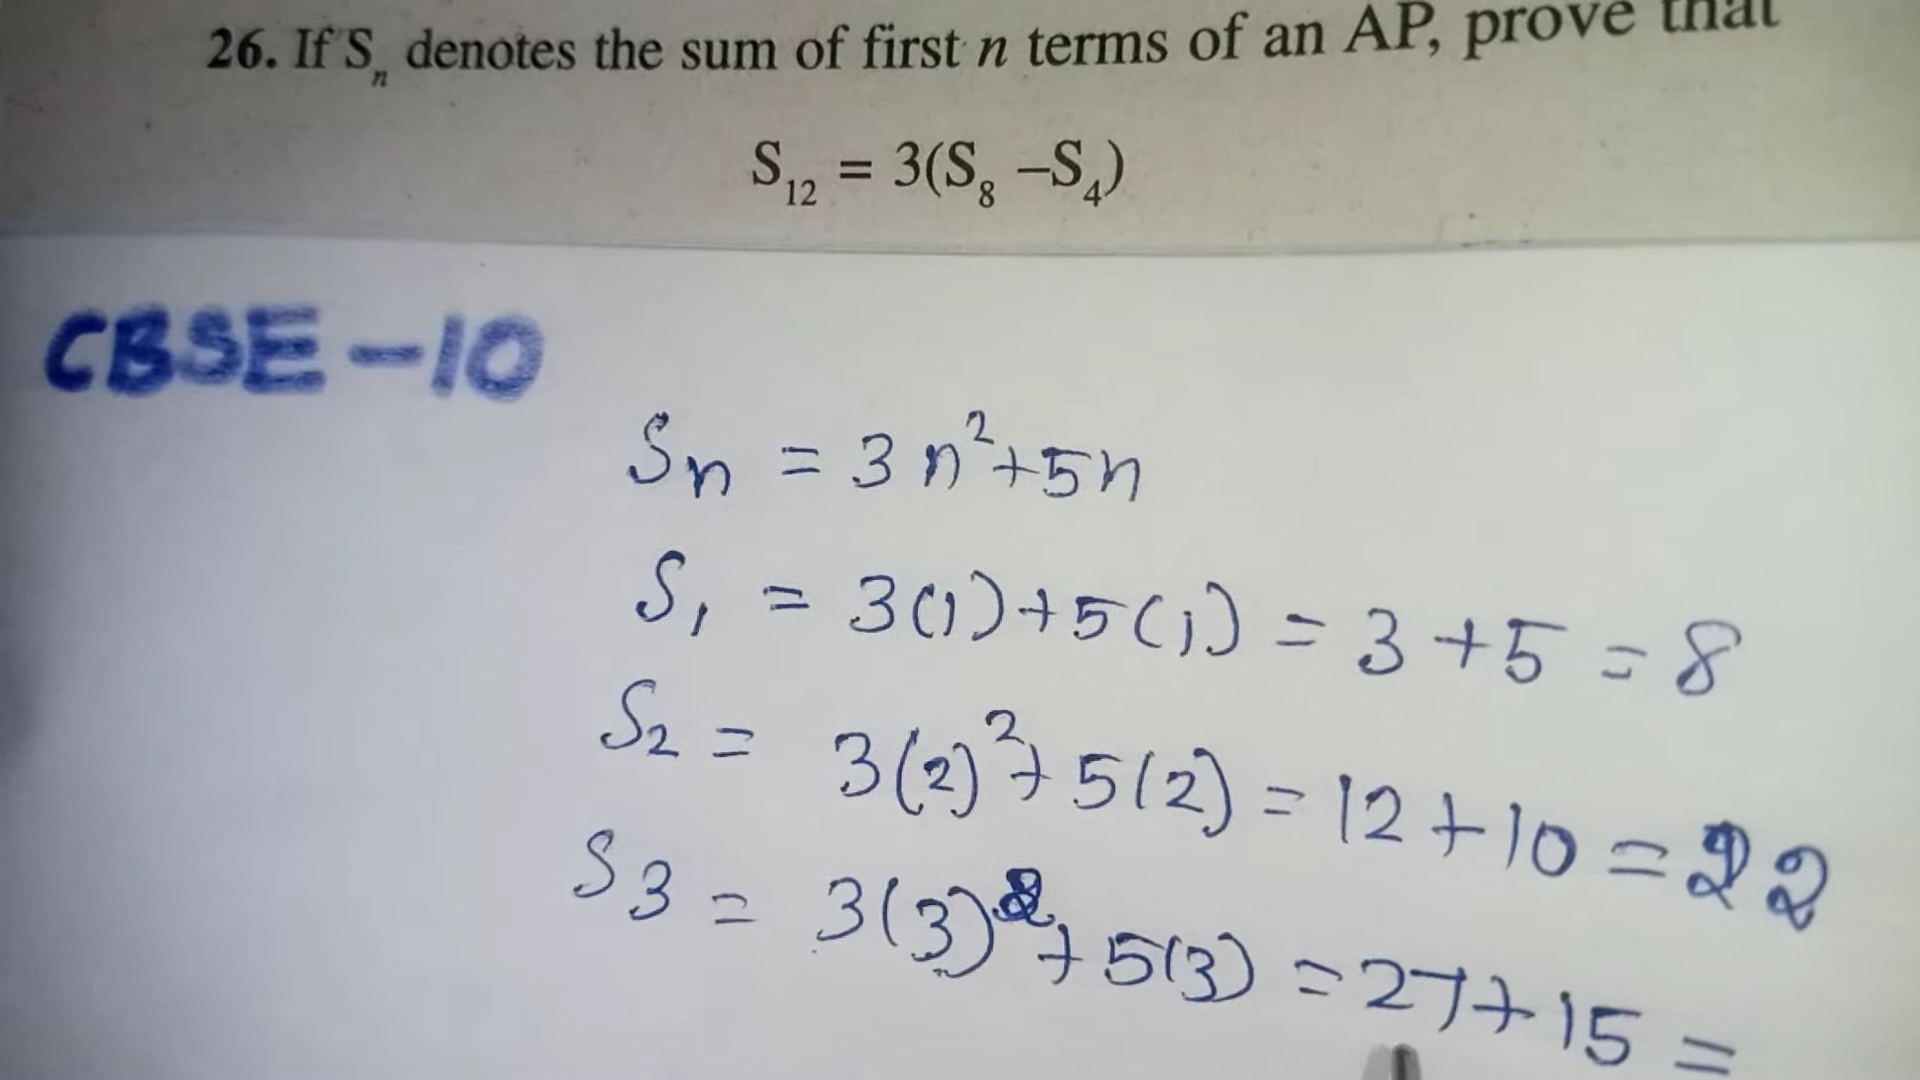 26. If Sₙ denotes the sum of first n terms of an AP, prove that
S₁₂ = 3(S₈ –S₄)
CBSE-10
Sₙ = 3n²+5n
S₁ = 3(1)+5(1) = 3+5 = 8
S₂ = 3(2)²+5(2) = 12+10 = 22
S₃ = 3(3)²+5(3) = 27+15 =